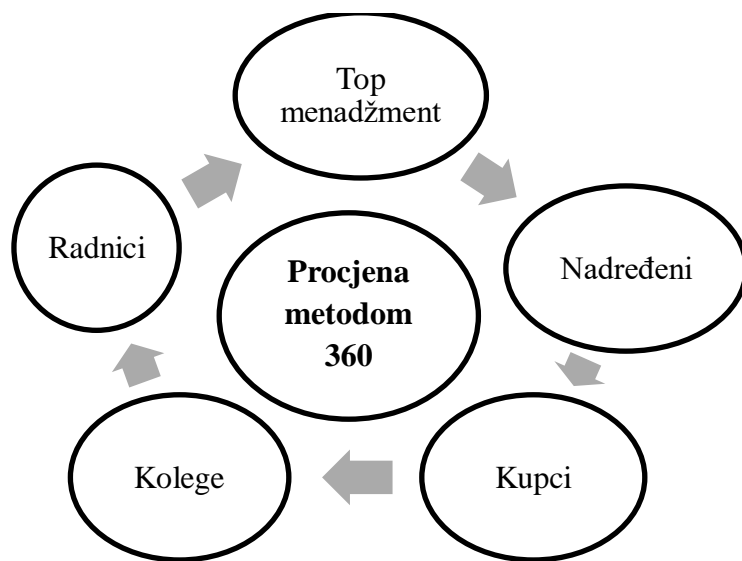 Top
menadžment
Radnici
Nadređeni
Procjena
metodom
360
Kolege
Kupci